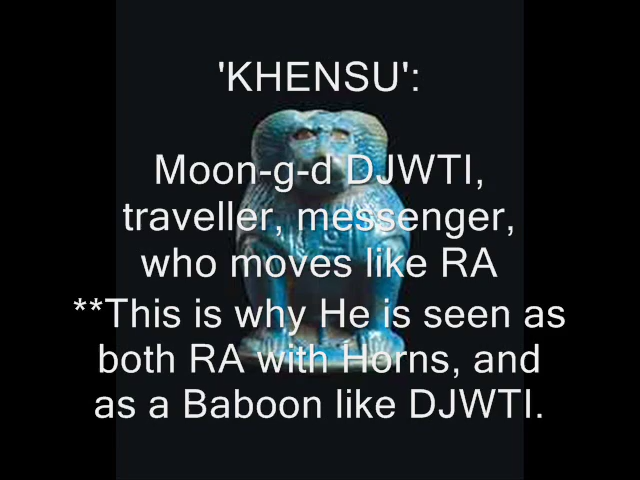 'KHENSU':
Moon-g-d DJWTI,
traveller, messenger,
who moves like RA
**This is why He is seen as
both RA with Horns, and
as a Baboon like DJWTI.